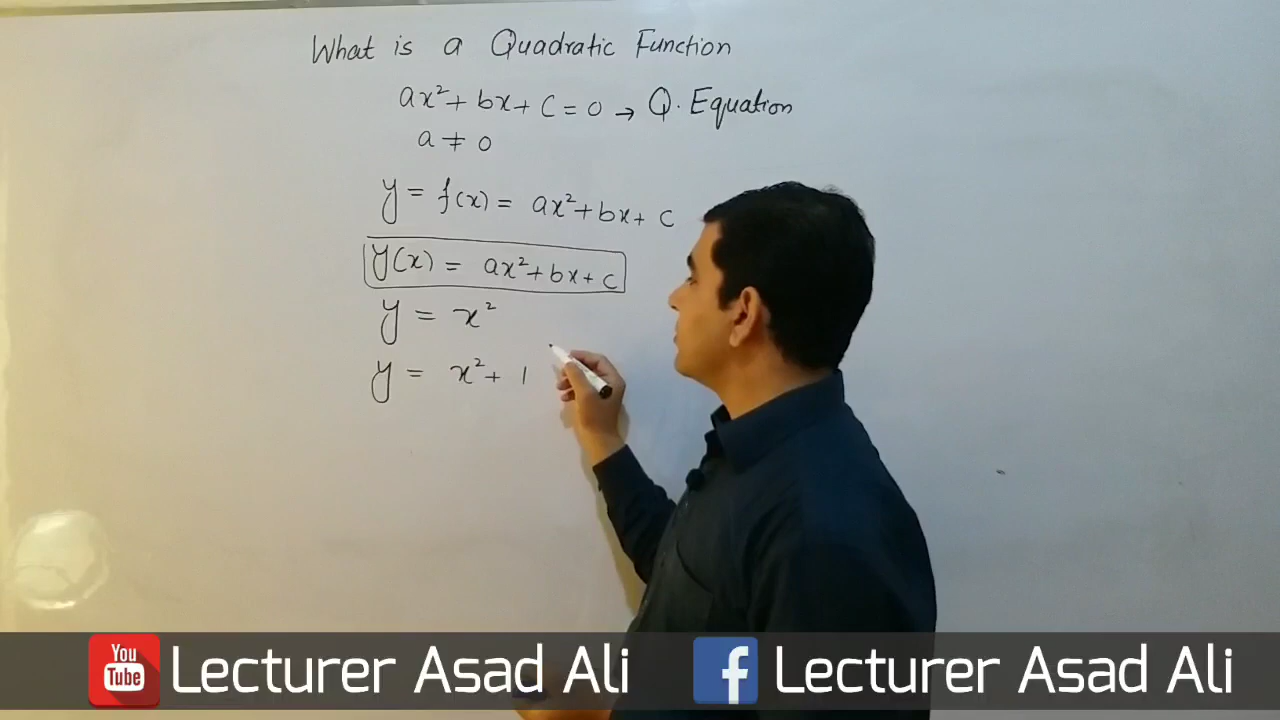 What is a Quadratic Function
ax²+ bx+ C = 0 → Q. Equation
a ≠ 0
y = f(x) = ax²+bx+ c
y(x) = ax²+bx+c
y = x²
y = x²+ 1
You Tube Lecturer Asad Ali
f Lecturer Asad Ali